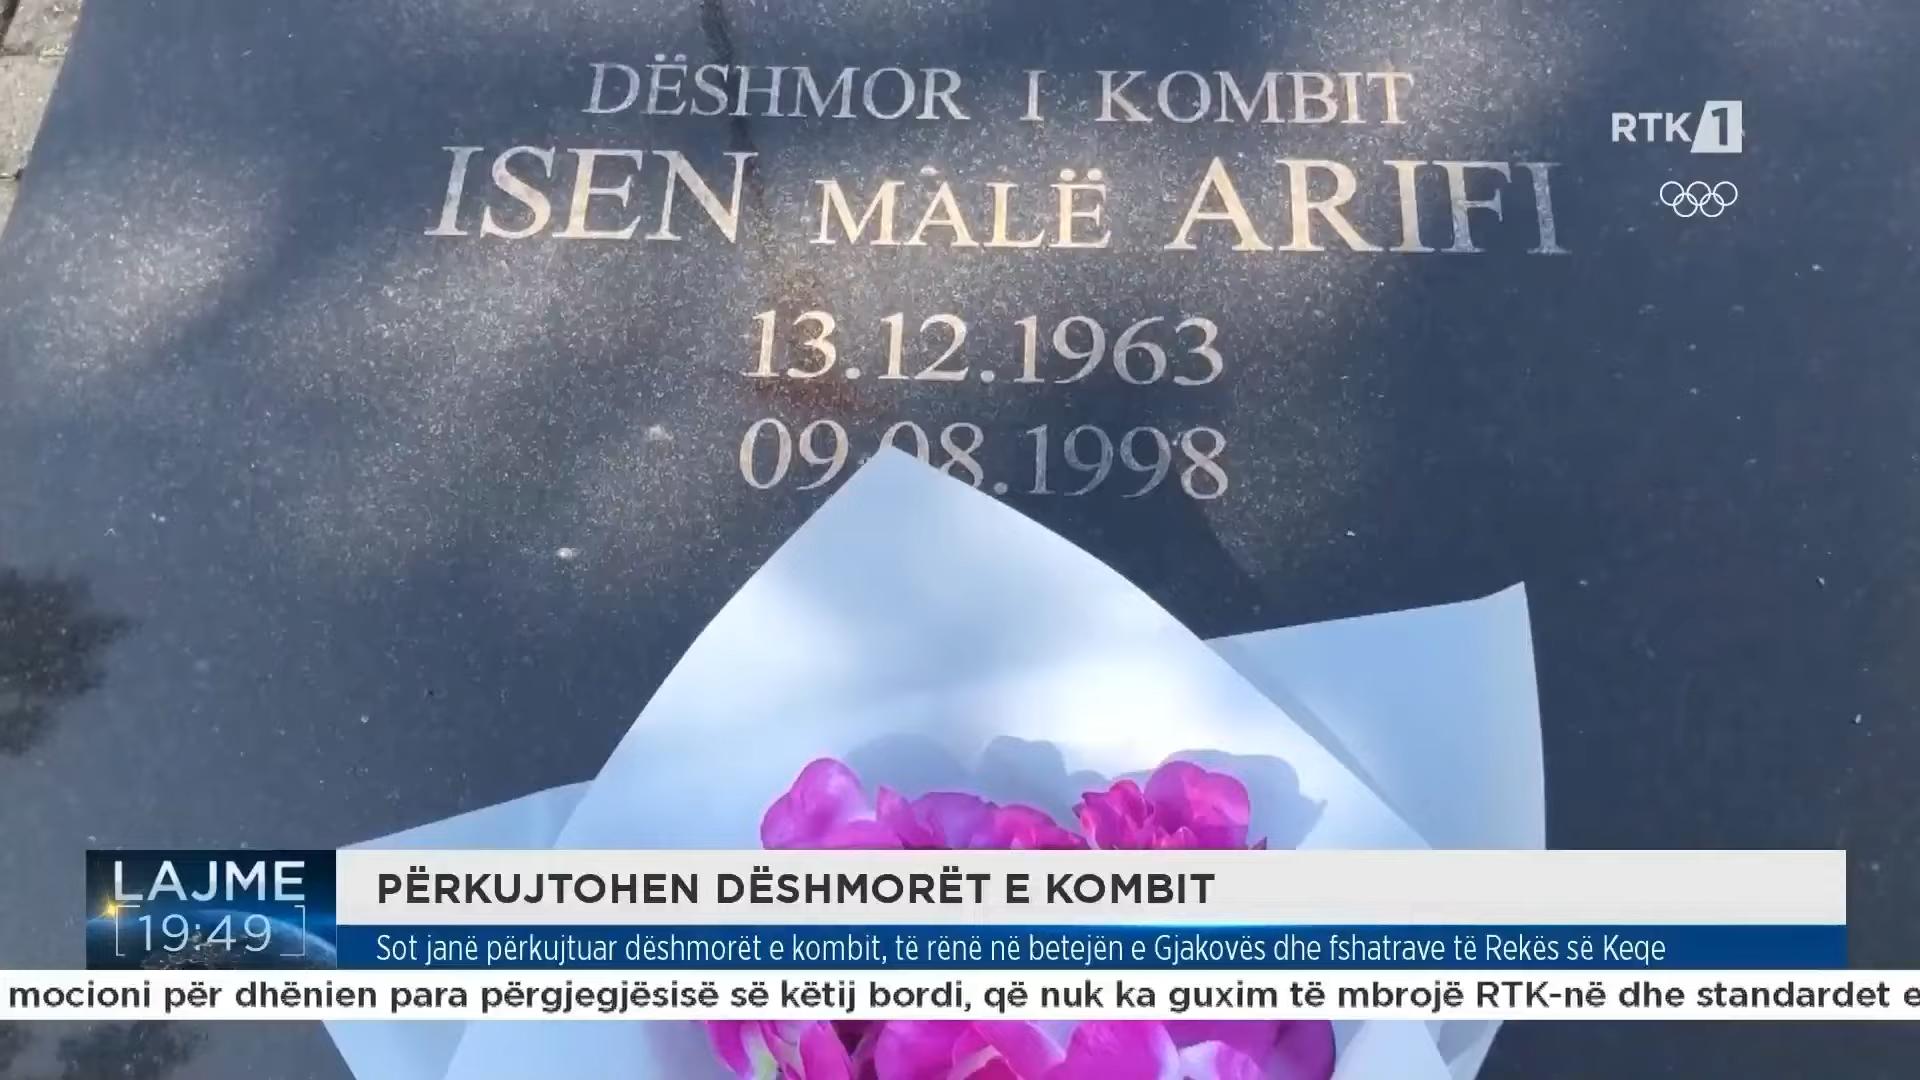 DËSHMOR I KOMBIT
ISEN MALË ARIFI
13.12.1963
09.08.1998
RTK 1
LAJME
19:49
PËRKUJTOHEN DËSHMORËT E KOMBIT
Sot janë përkujtuar dëshmorët e kombit, të rënë në betejën e Gjakovës dhe fshatrave të Rekës së Keqe
mocioni për dhënien para përgjegjësisë së këtij bordi, që nuk ka guxim të mbrojë RTK-në dhe standardet e